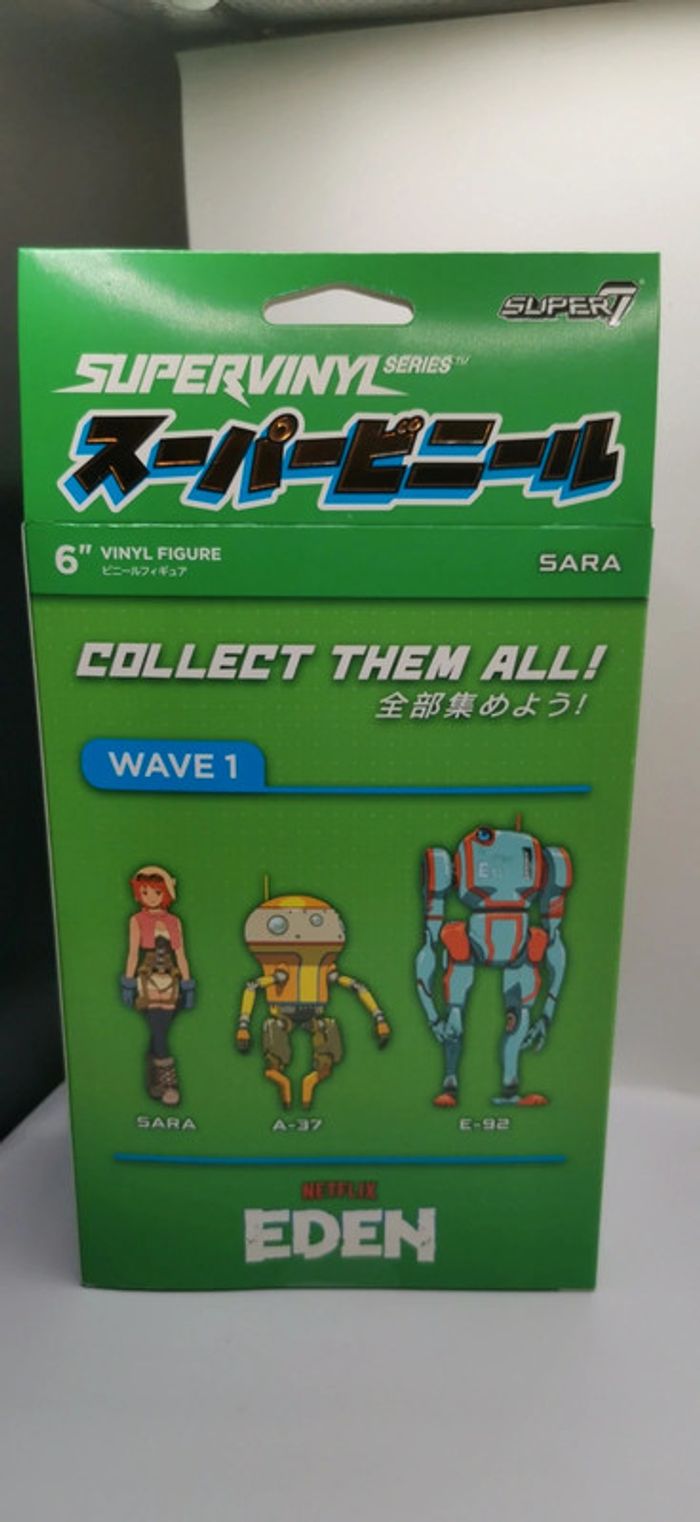 SUPER7
SUPERVINYL SERIES™
スーパービニール
6" VINYL FIGURE
ビニールフィギュア
SARA
COLLECT THEM ALL!
全部集めよう!
WAVE 1
SARA
A-37
E-92
NETFLIX
EDEN